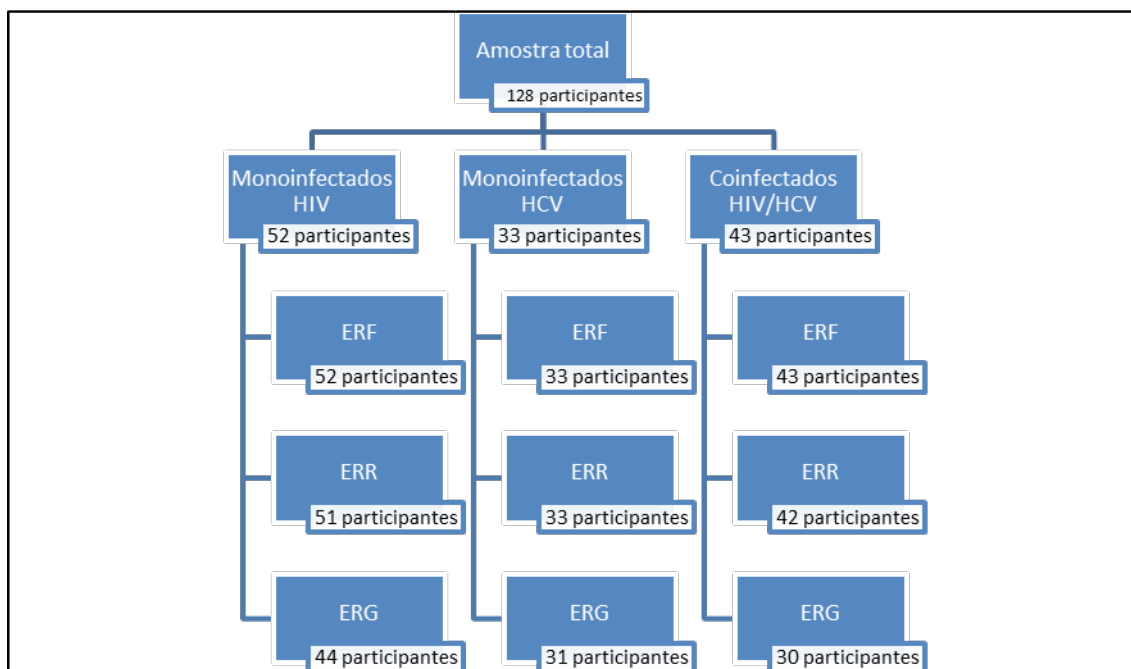 Amostra total
128 participantes
Monoinfectados
HIV
52 participantes
Monoinfectados
HCV
33 participantes
Coinfectados
HIV/HCV
43 participantes
ERF
52 participantes
ERF
33 participantes
ERF
43 participantes
ERR
51 participantes
ERR
33 participantes
ERR
42 participantes
ERG
44 participantes
ERG
31 participantes
ERG
30 participantes